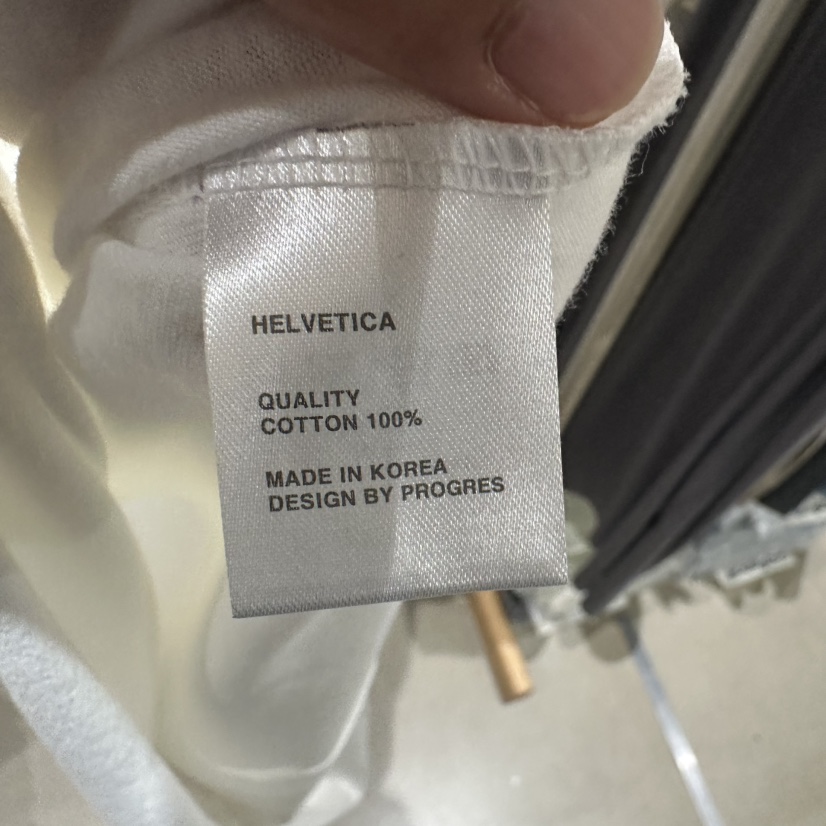 HELVETICA
QUALITY
COTTON 100%
MADE IN KOREA
DESIGN BY PROGRES